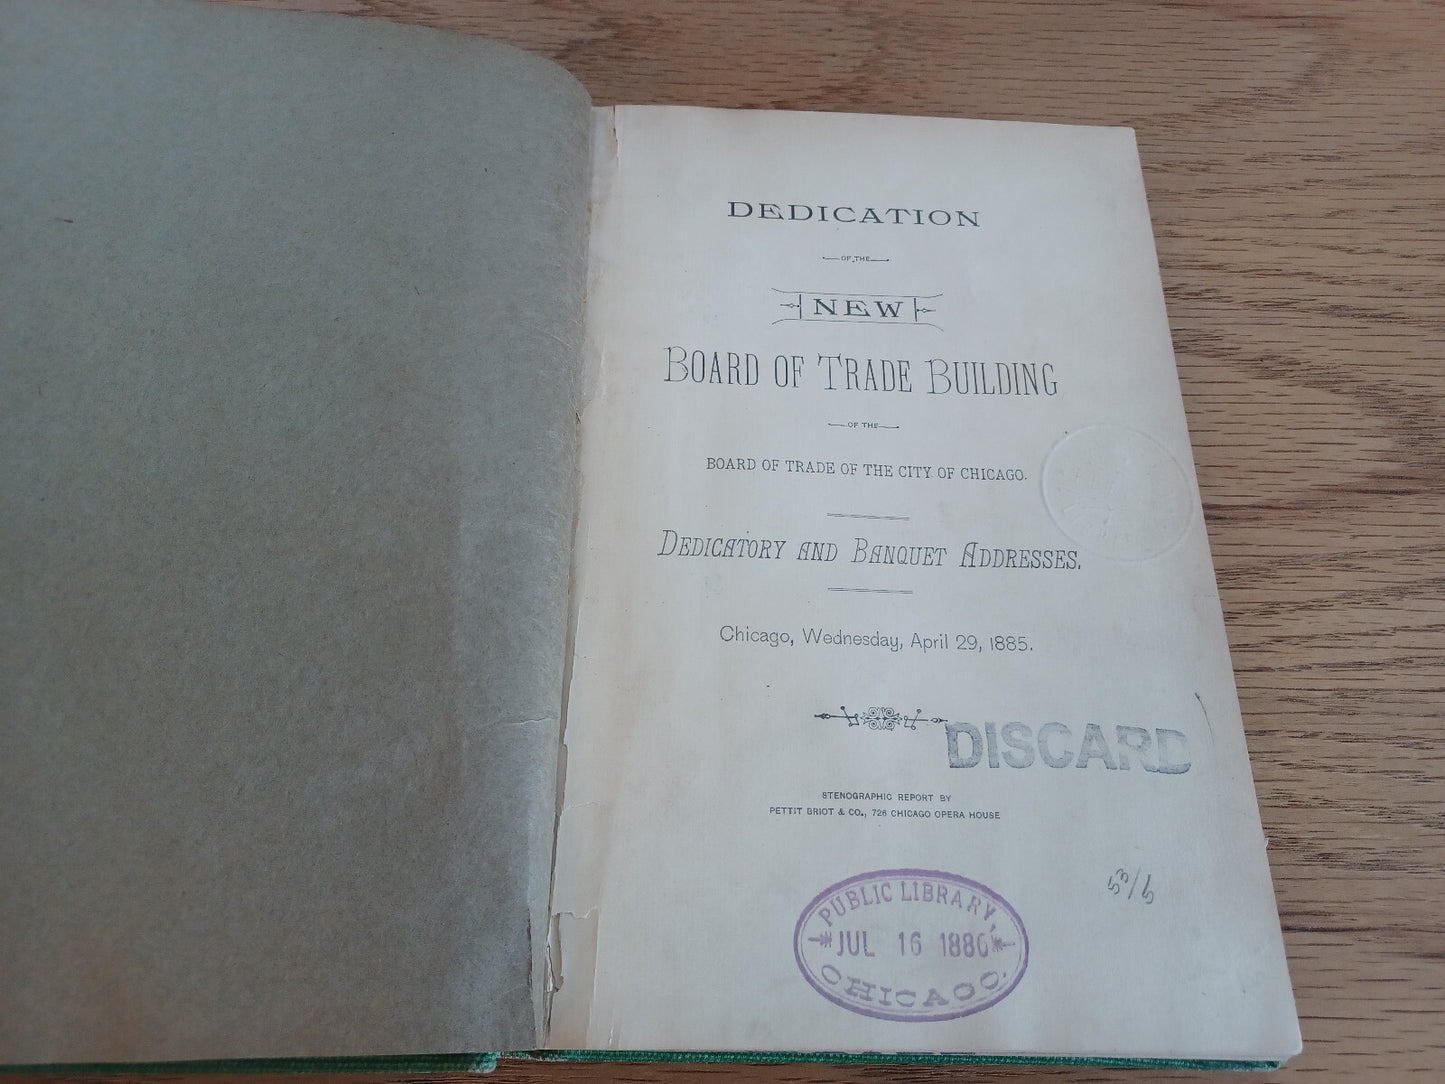 DEDICATION
OF THE
NEW
BOARD OF TRADE BUILDING
OF THE
BOARD OF TRADE OF THE CITY OF CHICAGO.
DEDICATORY AND BANQUET ADDRESSES.
Chicago, Wednesday, April 29, 1885.
DISCARD
STENOGRAPHIC REPORT BY
PETTIT BRIOT & CO., 726 CHICAGO OPERA HOUSE
53/5
PUBLIC LIBRARY,
JUL 16 1886
CHICAGO.